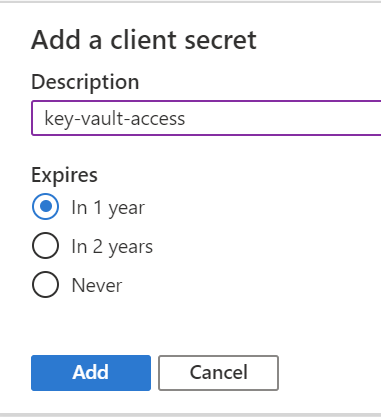 Add a client secret
Description
key-vault-access
Expires
In 1 year
In 2 years
Never
Add
Cancel